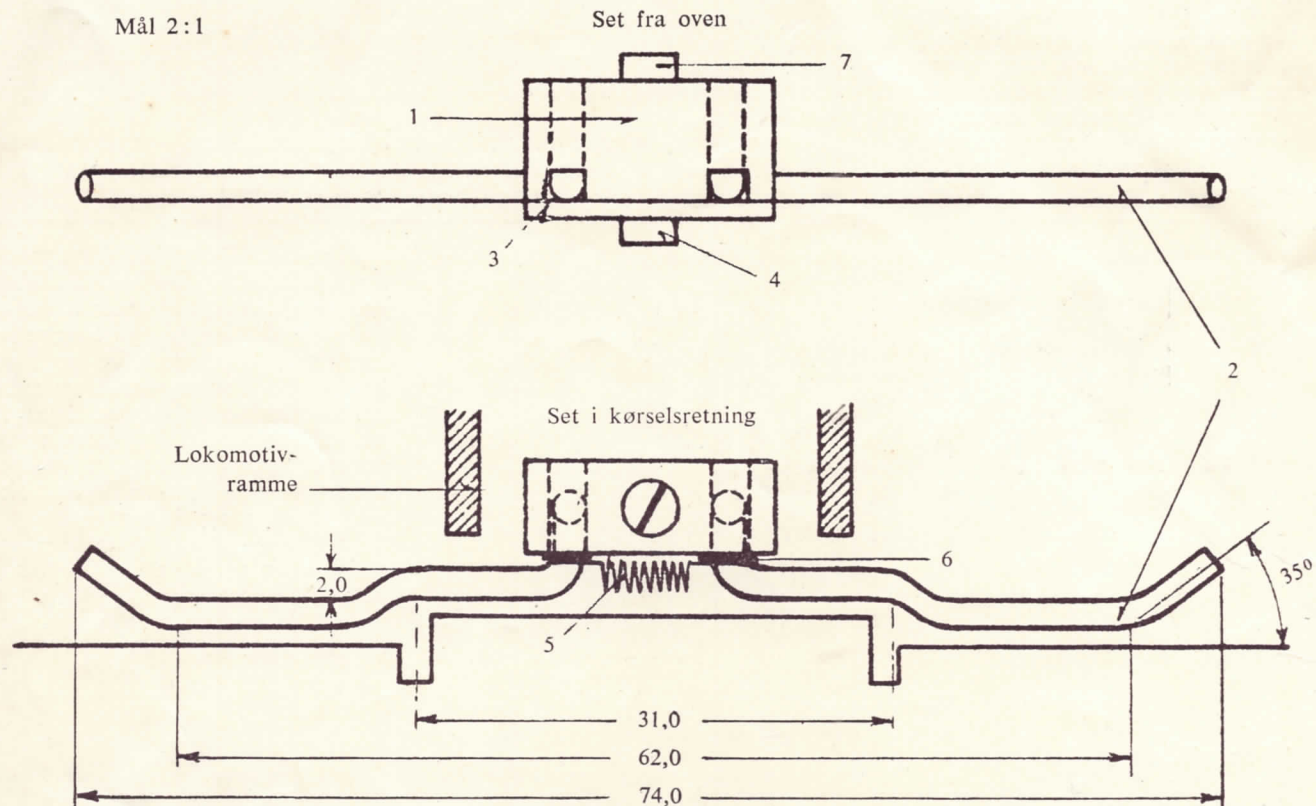 Mål 2:1
Set fra oven
7
1
3
4
2
Set i kørselsretning
Lokomotiv-
ramme
6
2,0
35⁰
5
31,0
62,0
74,0